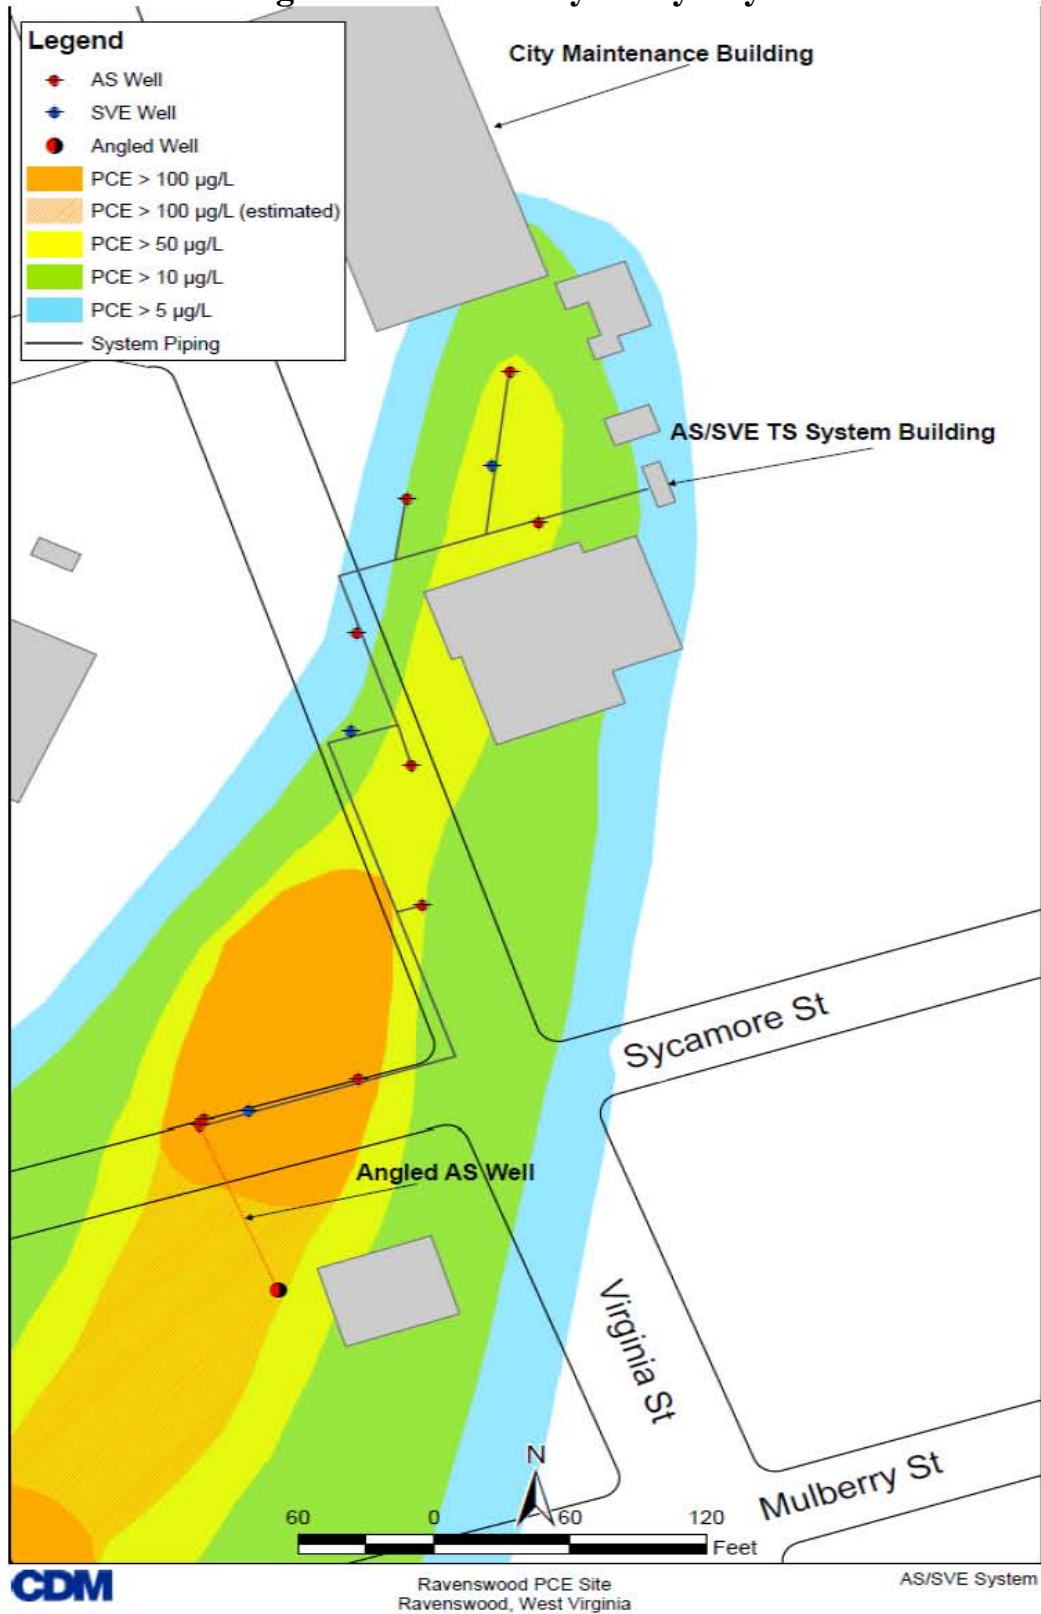 Legend
AS Well
SVE Well
Angled Well
PCE > 100 µg/L
PCE > 100 µg/L (estimated)
PCE > 50 µg/L
PCE > 10 µg/L
PCE > 5 µg/L
System Piping
City Maintenance Building
AS/SVE TS System Building
Sycamore St
Angled AS Well
Virginia St
Mulberry St
N
60 0 60 120
Feet
CDM
Ravenswood PCE Site
Ravenswood, West Virginia
AS/SVE System